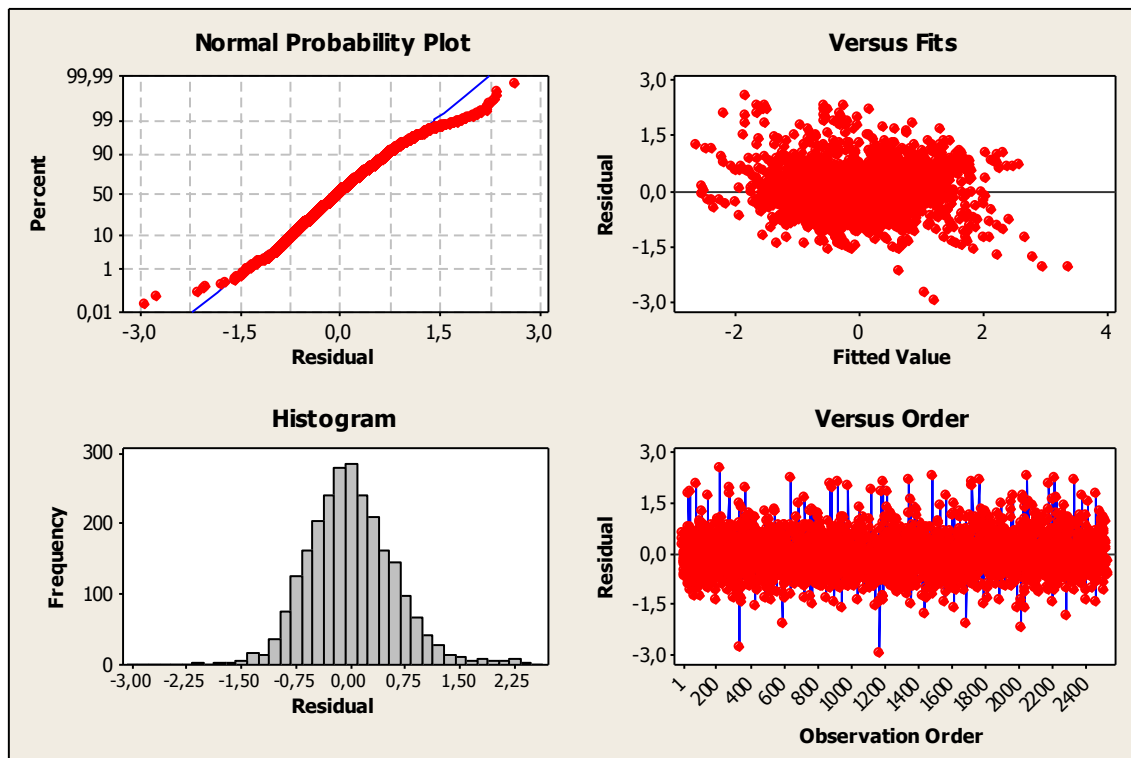 Normal Probability Plot
99,99
99
90
50
10
1
0,01
Percent
-3,0 -1,5 0,0 1,5 3,0
Residual
Versus Fits
3,0
1,5
0,0
-1,5
-3,0
Residual
-2 0 2 4
Fitted Value
Histogram
300
200
100
0
Frequency
-3,00 -2,25 -1,50 -0,75 0,00 0,75 1,50 2,25
Residual
Versus Order
3,0
1,5
0,0
-1,5
-3,0
Residual
1 200 400 600 800 1000 1200 1400 1600 1800 2000 2200 2400
Observation Order